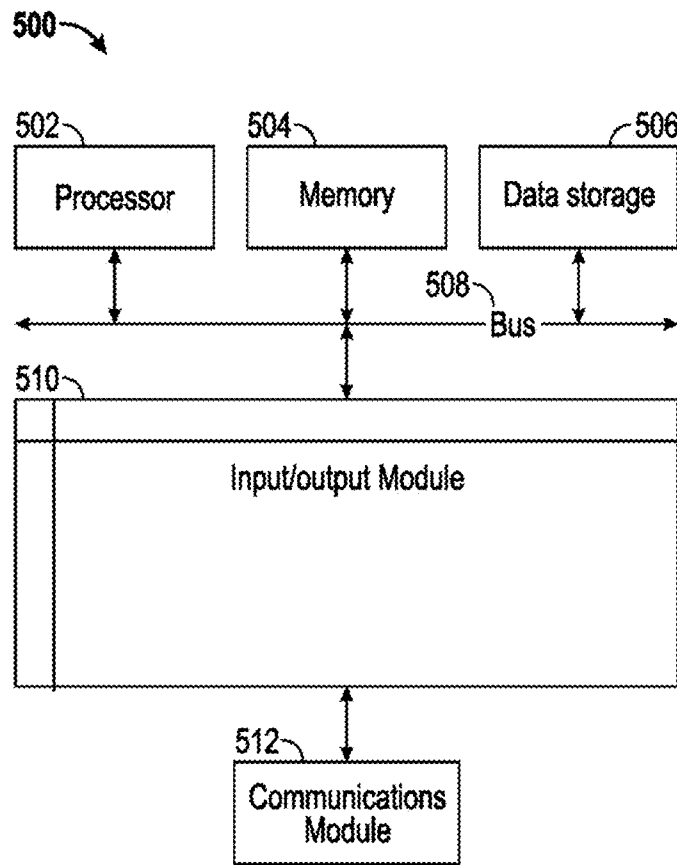 500
502
504
506
Processor
Memory
Data storage
508
Bus
510
Input/output Module
512
Communications
Module